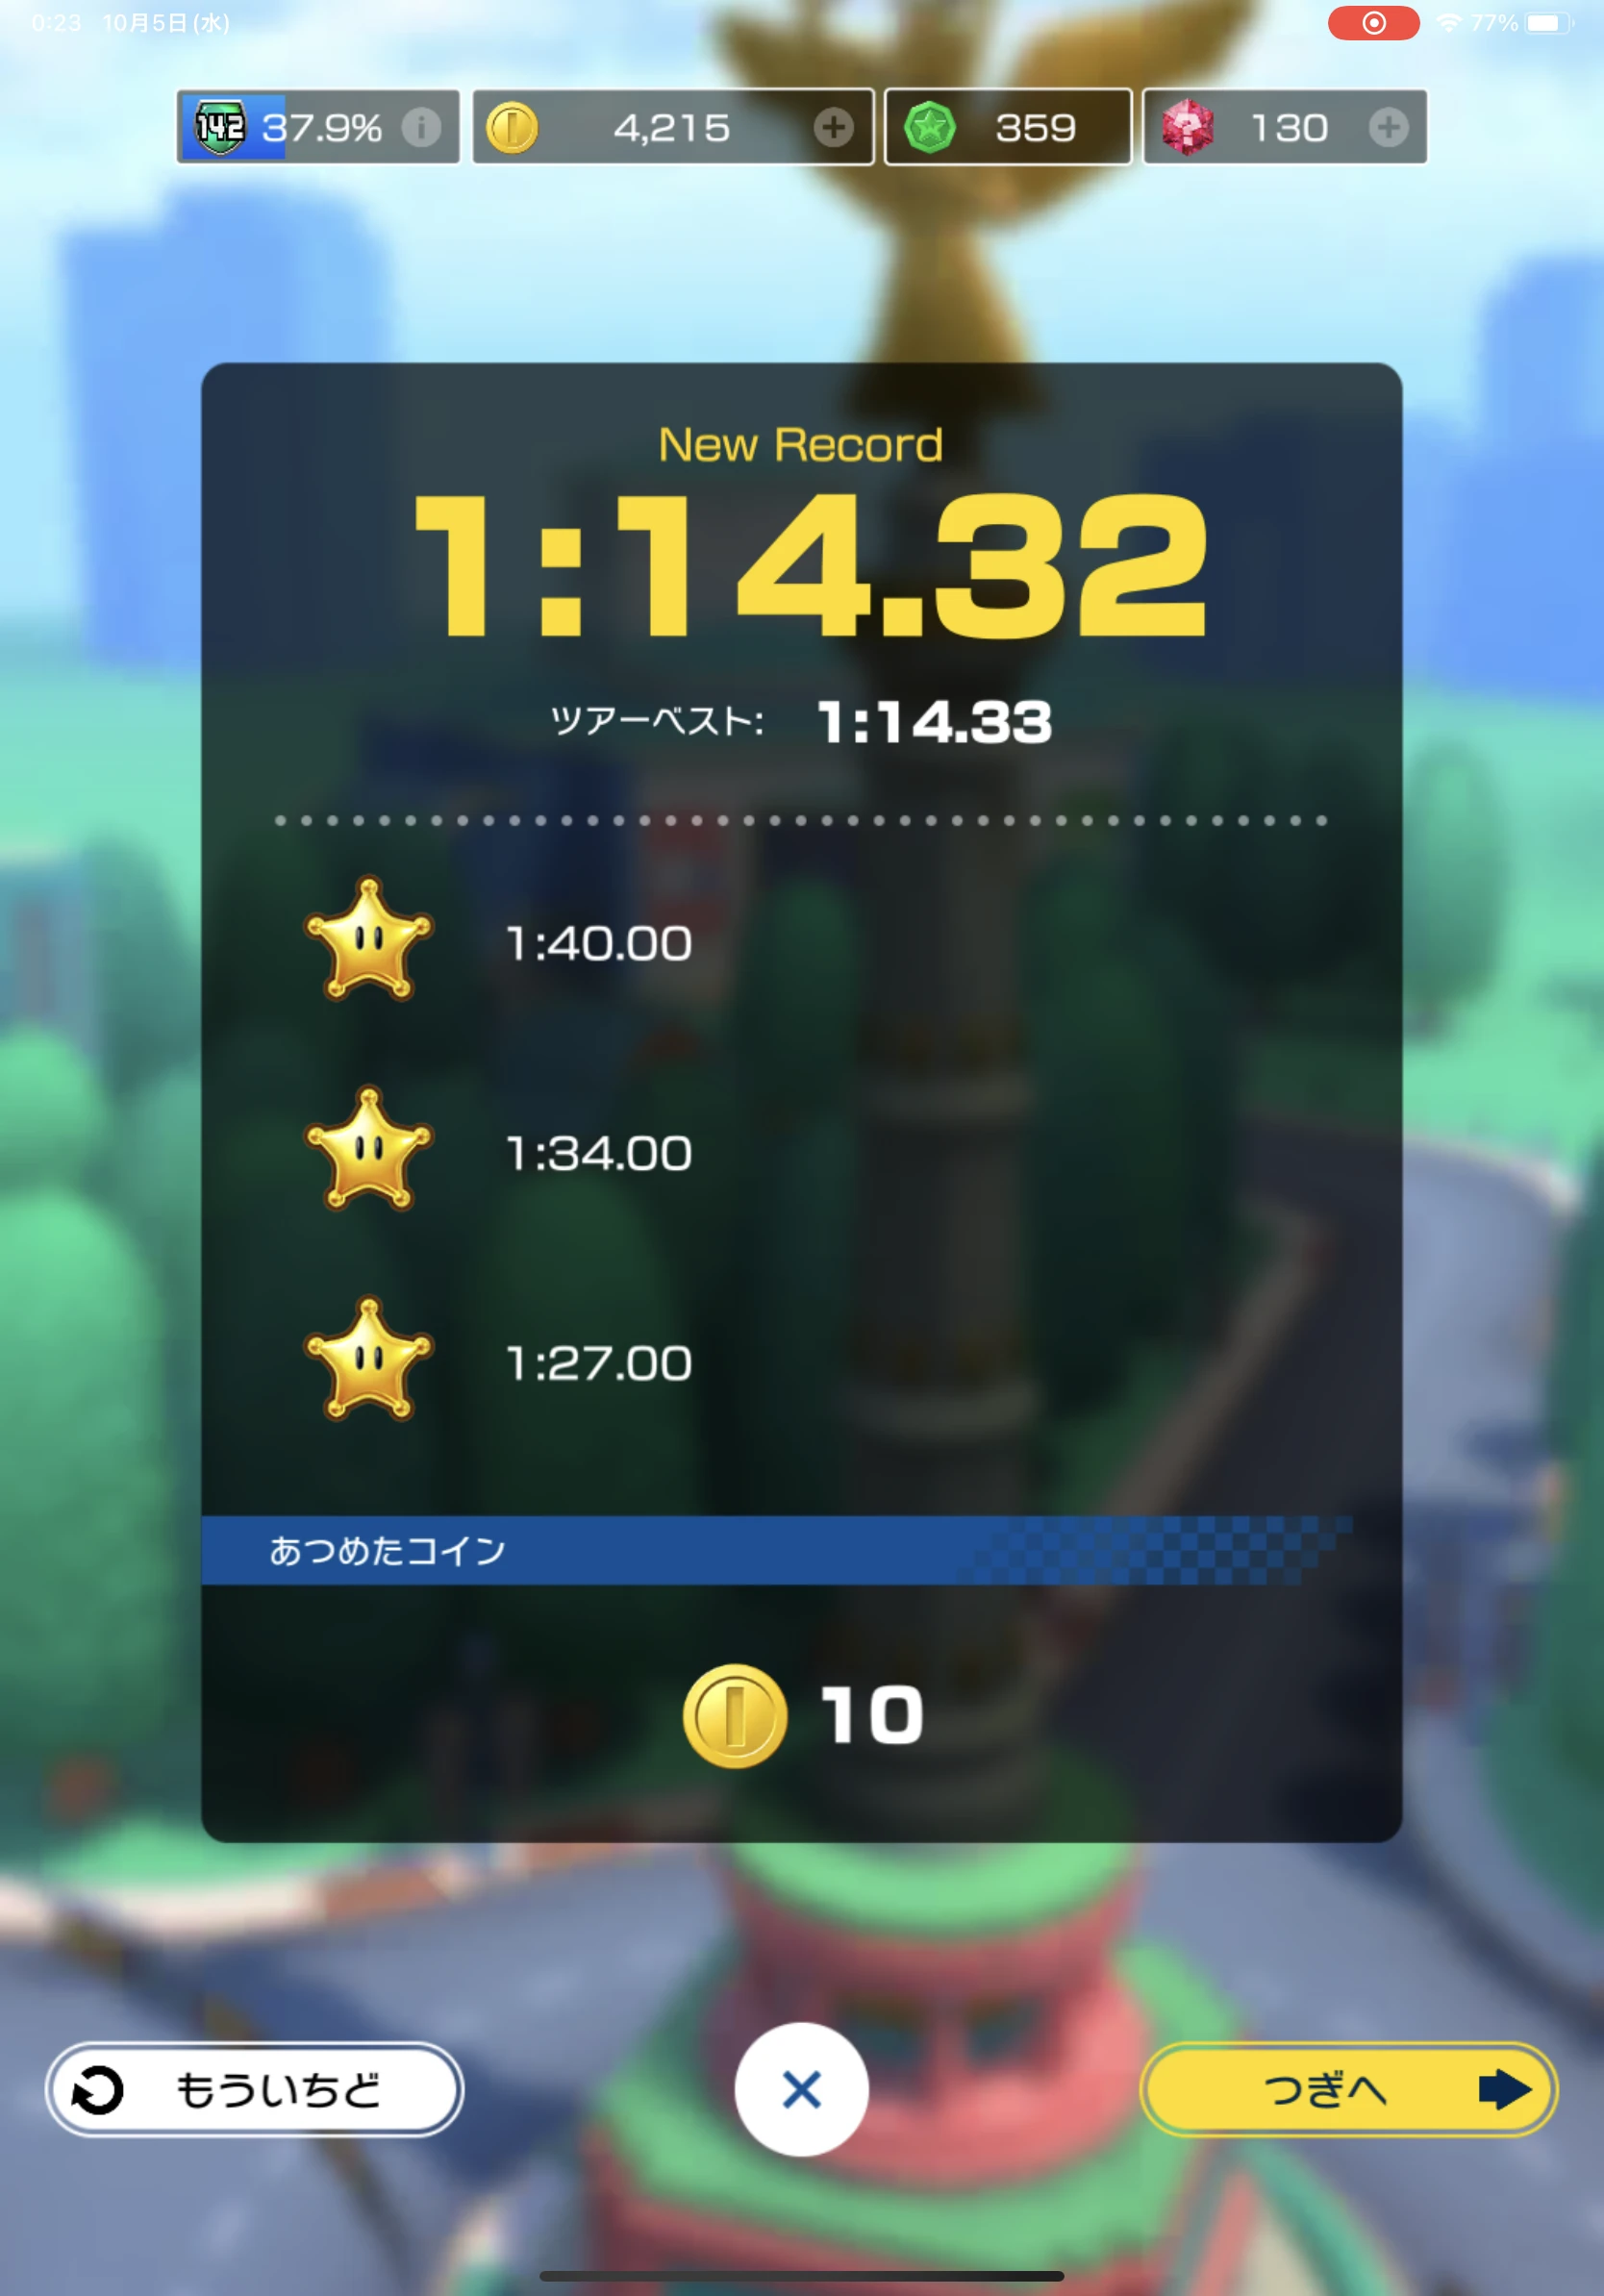 0:23 10月5日(水) 77%
142 37.9% 4,215 359 130
New Record
1:14.32
ツアーベスト: 1:14.33
1:40.00
1:34.00
1:27.00
あつめたコイン
10
もういちど
つぎへ